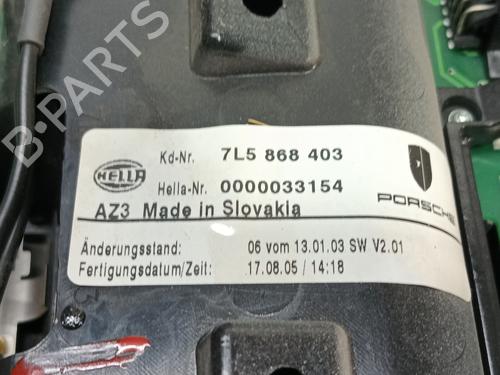 B-PARTS
Kd-Nr. 7L5 868 403
HELLA
Hella-Nr. 0000033154
PORSCHE
AZ3 Made in Slovakia
Änderungsstand: 06 vom 13.01.03 SW V2.01
Fertigungsdatum/Zeit: 17.08.05 / 14:18